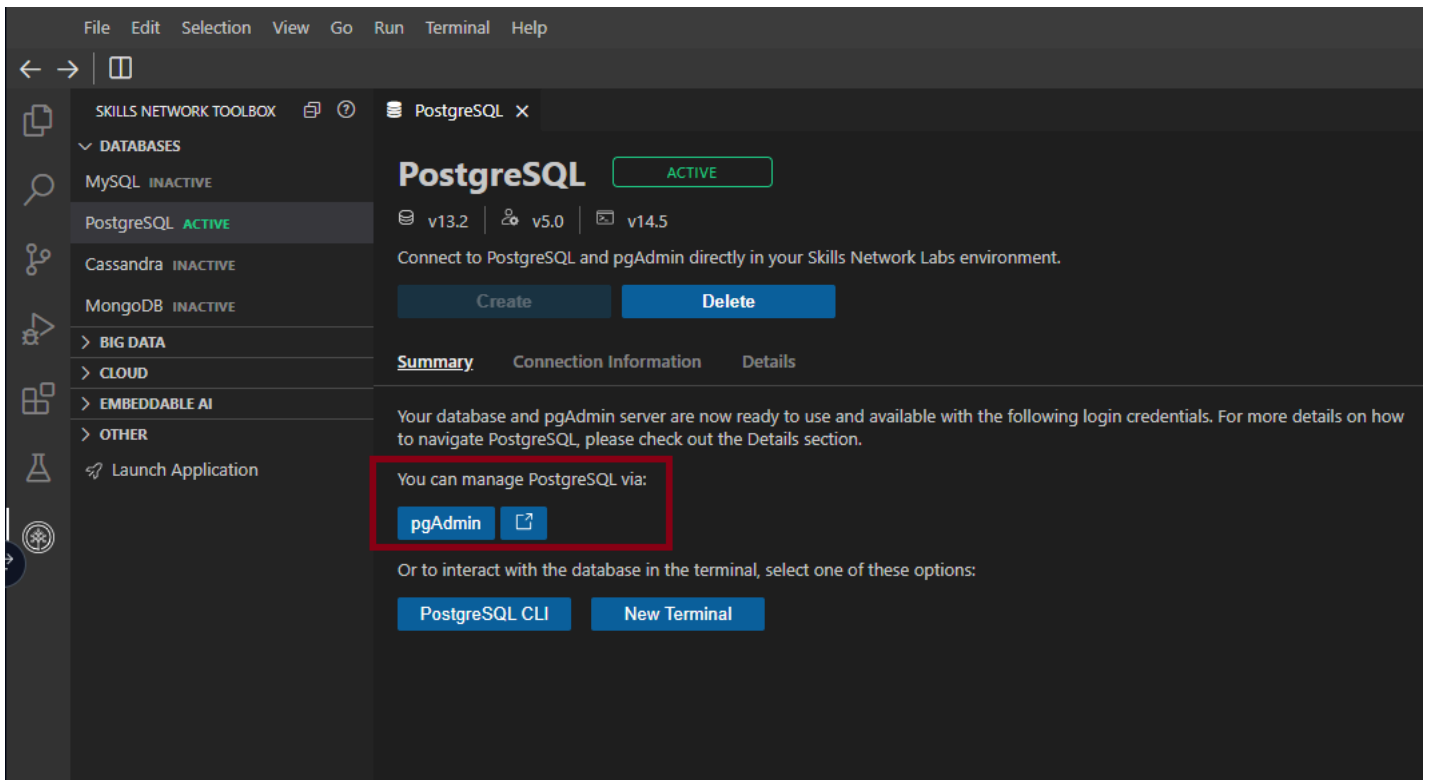 File Edit Selection View Go Run Terminal Help
SKILLS NETWORK TOOLBOX
DATABASES
MySQL INACTIVE
PostgreSQL ACTIVE
Cassandra INACTIVE
MongoDB INACTIVE
BIG DATA
CLOUD
EMBEDDABLE AI
OTHER
Launch Application
PostgreSQL
PostgreSQL ACTIVE
v13.2 v5.0 v14.5
Connect to PostgreSQL and pgAdmin directly in your Skills Network Labs environment.
Create Delete
Summary Connection Information Details
Your database and pgAdmin server are now ready to use and available with the following login credentials. For more details on how
to navigate PostgreSQL, please check out the Details section.
You can manage PostgreSQL via:
pgAdmin
Or to interact with the database in the terminal, select one of these options:
PostgreSQL CLI New Terminal